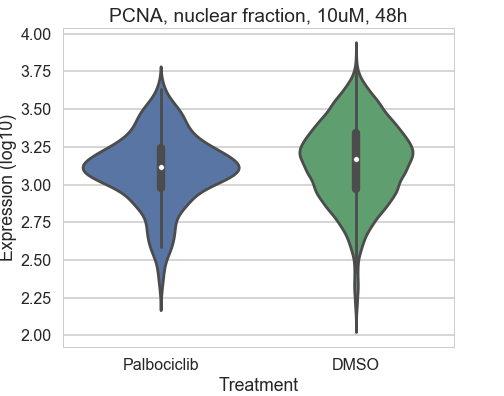 PCNA, nuclear fraction, 10uM, 48h
4.00
3.75
3.50
3.25
3.00
2.75
2.50
2.25
2.00
Expression (log10)
Palbociclib DMSO
Treatment